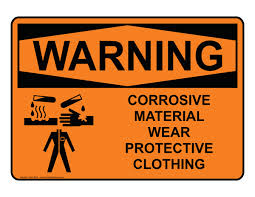 WARNING
CORROSIVE
MATERIAL
WEAR
PROTECTIVE
CLOTHING